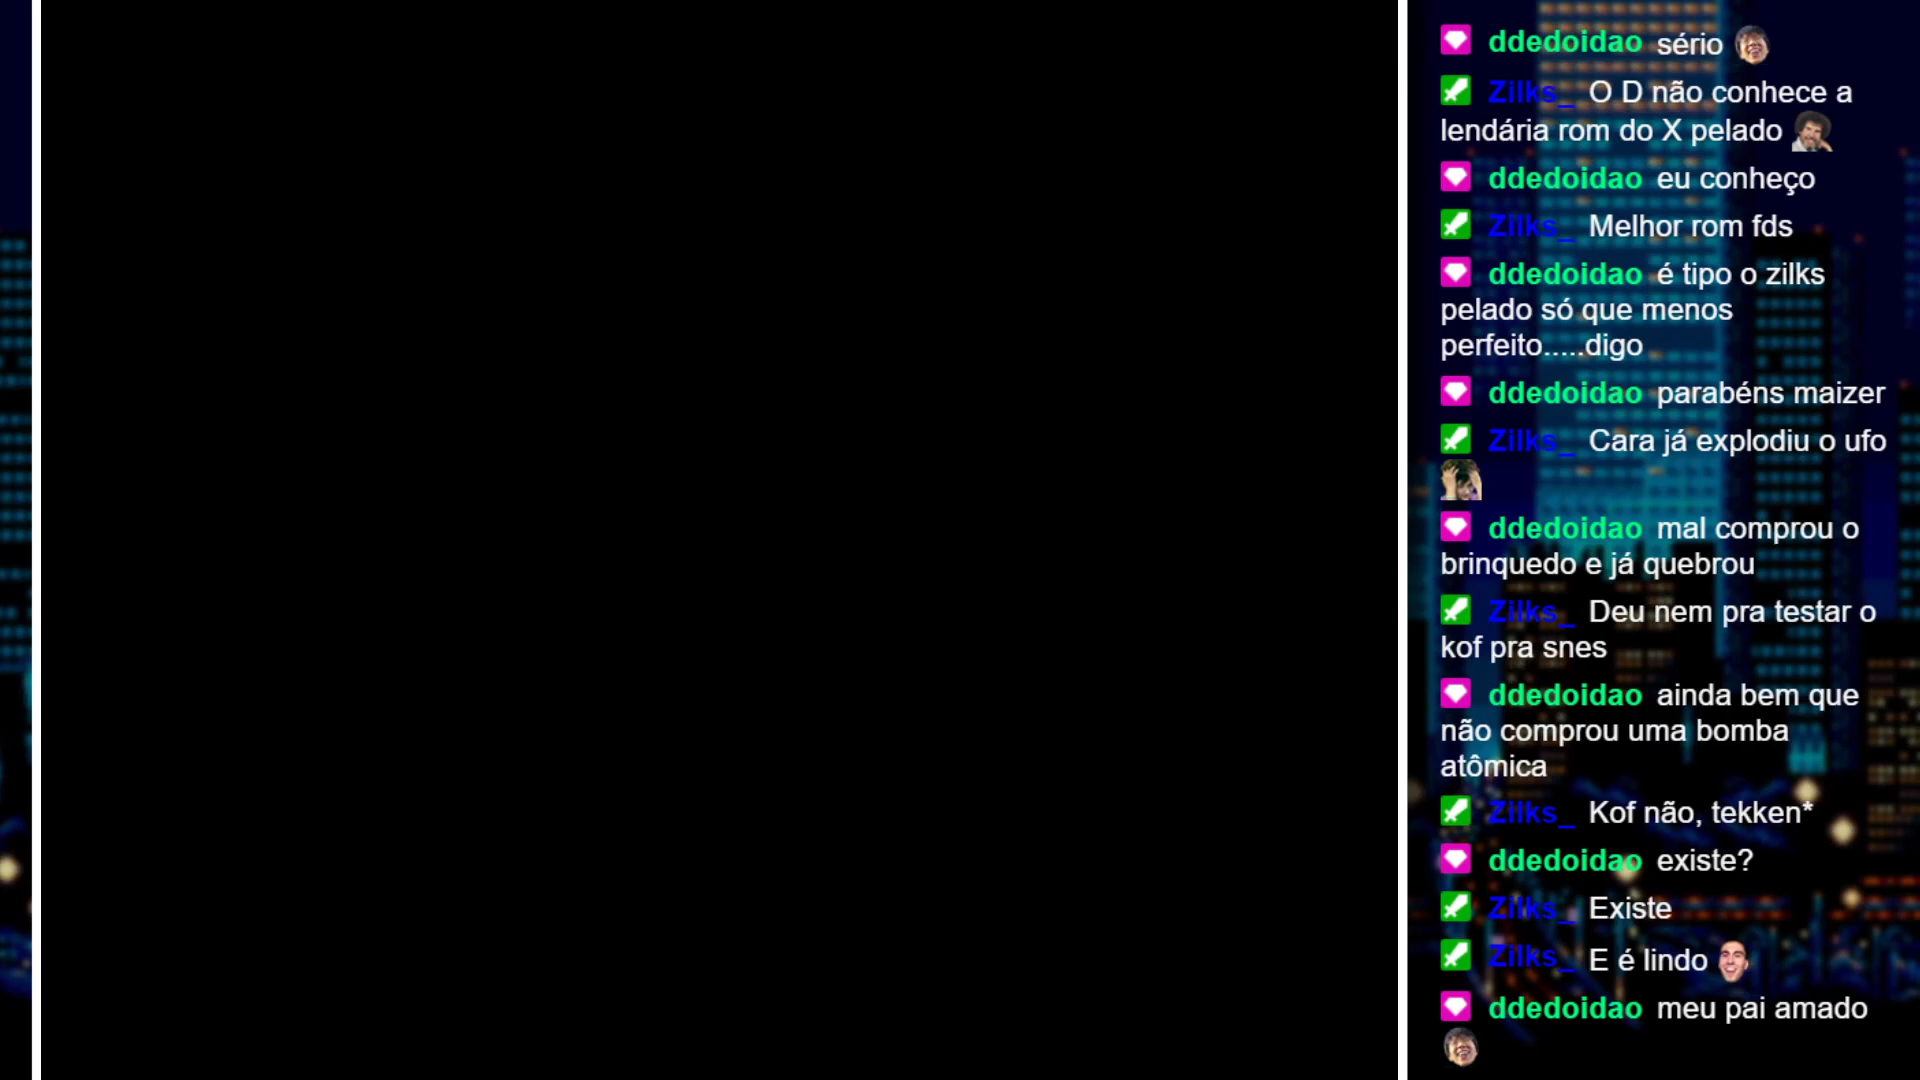 ddedoidao sério
Zilks_ O D não conhece a
lendária rom do X pelado
ddedoidao eu conheço
Zilks_ Melhor rom fds
ddedoidao é tipo o zilks
pelado só que menos
perfeito.....digo
ddedoidao parabéns maizer
Zilks_ Cara já explodiu o ufo
ddedoidao mal comprou o
brinquedo e já quebrou
Zilks_ Deu nem pra testar o
kof pra snes
ddedoidao ainda bem que
não comprou uma bomba
atômica
Zilks_ Kof não, tekken*
ddedoidao existe?
Zilks_ Existe
Zilks_ E é lindo
ddedoidao meu pai amado